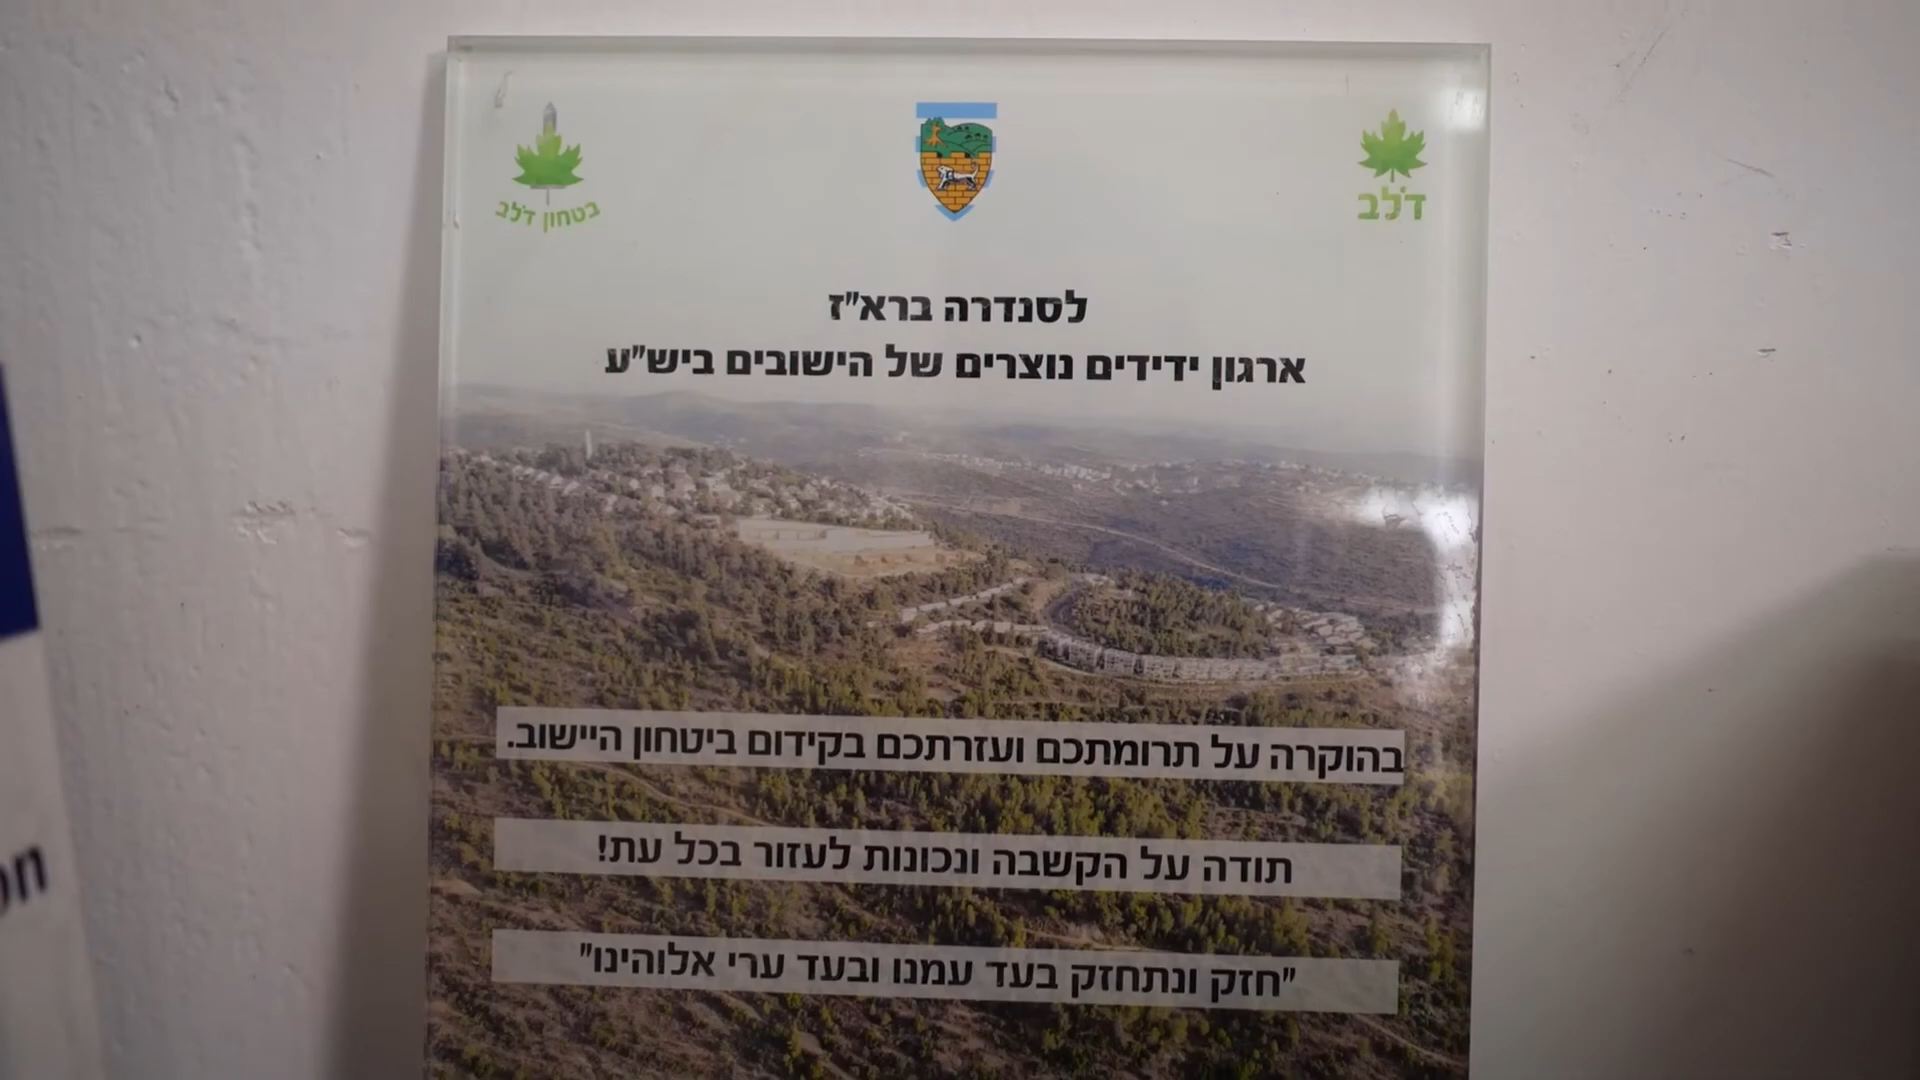 בטחון דלב
דלב
לסנדרה ברא"ז
ארגון ידידים נוצרים של הישובים ביש"ע
בהוקרה על תרומתכם ועזרתכם בקידום ביטחון היישוב.
תודה על הקשבה ונכונות לעזור בכל עת!
"חזק ונתחזק בעד עמנו ובעד ערי אלוהינו"